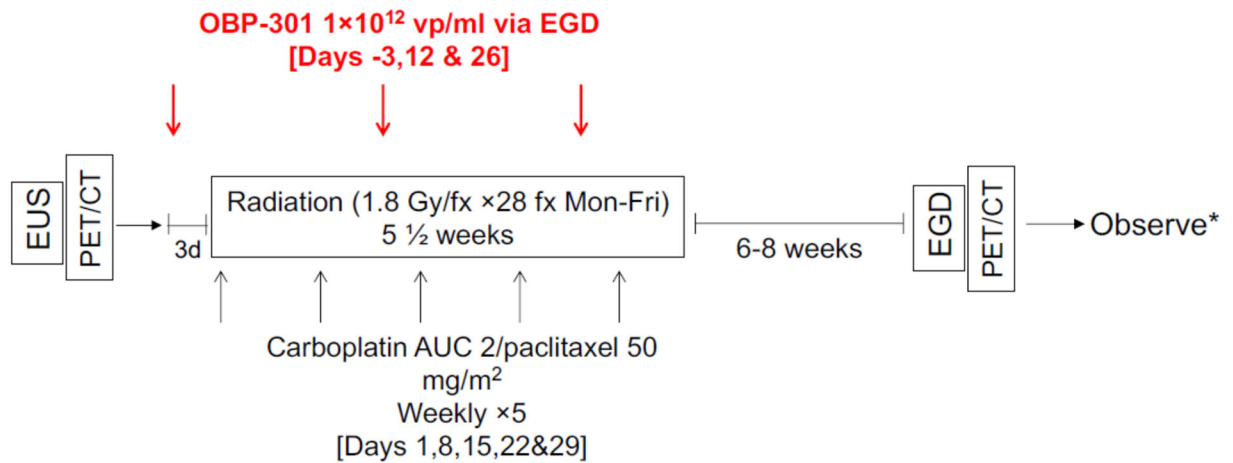 OBP-301 1×10¹² vp/ml via EGD
[Days -3,12 & 26]
EUS
PET/CT
3d
Radiation (1.8 Gy/fx ×28 fx Mon-Fri)
5 ½ weeks
6-8 weeks
EGD
PET/CT
Observe*
Carboplatin AUC 2/paclitaxel 50
mg/m²
Weekly ×5
[Days 1,8,15,22&29]